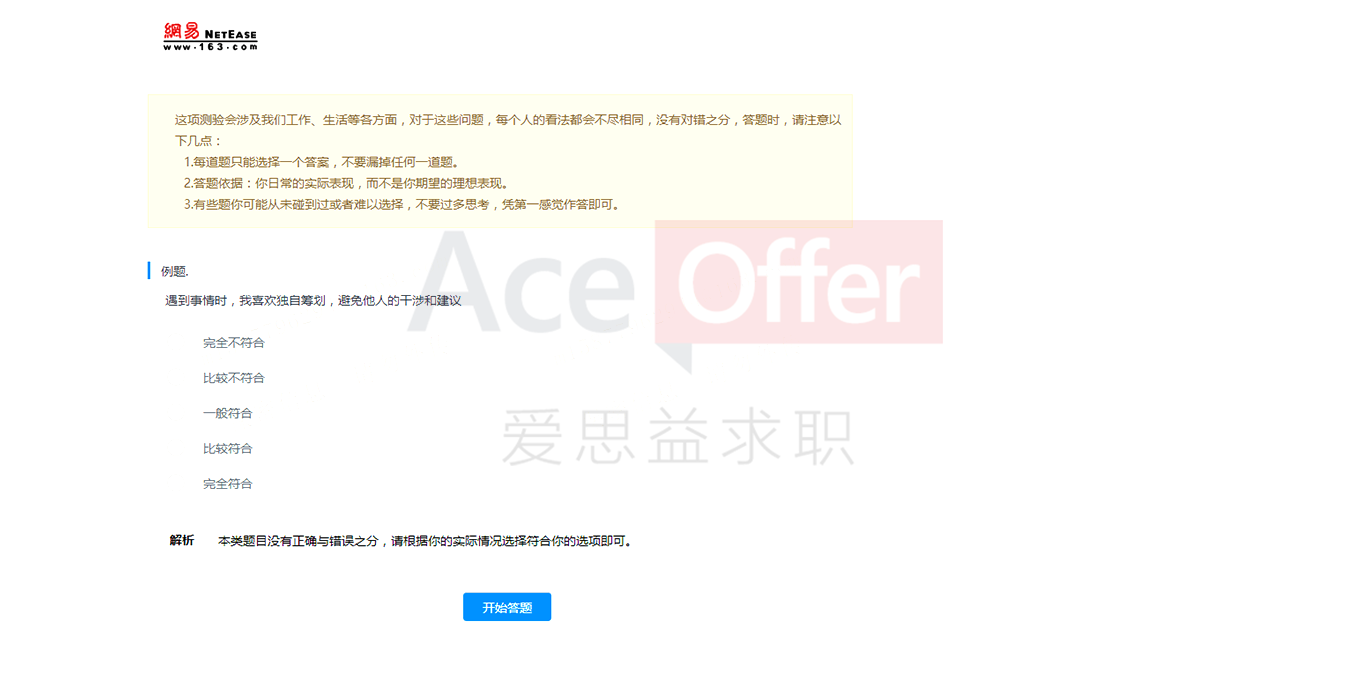 網易 NETEASE
www.163.com
这项测验会涉及我们工作、生活等各方面，对于这些问题，每个人的看法都会不尽相同，没有对错之分，答题时，请注意以
下几点：
1.每道题只能选择一个答案，不要漏掉任何一道题。
2.答题依据：你日常的实际表现，而不是你期望的理想表现。
3.有些题你可能从未碰到过或者难以选择，不要过多思考，凭第一感觉作答即可。
例题.
遇到事情时，我喜欢独自筹划，避免他人的干涉和建议
Ace Offer
完全不符合
比较不符合
一般符合
爱思益求职
比较符合
完全符合
解析 本类题目没有正确与错误之分，请根据你的实际情况选择符合你的选项即可。
开始答题